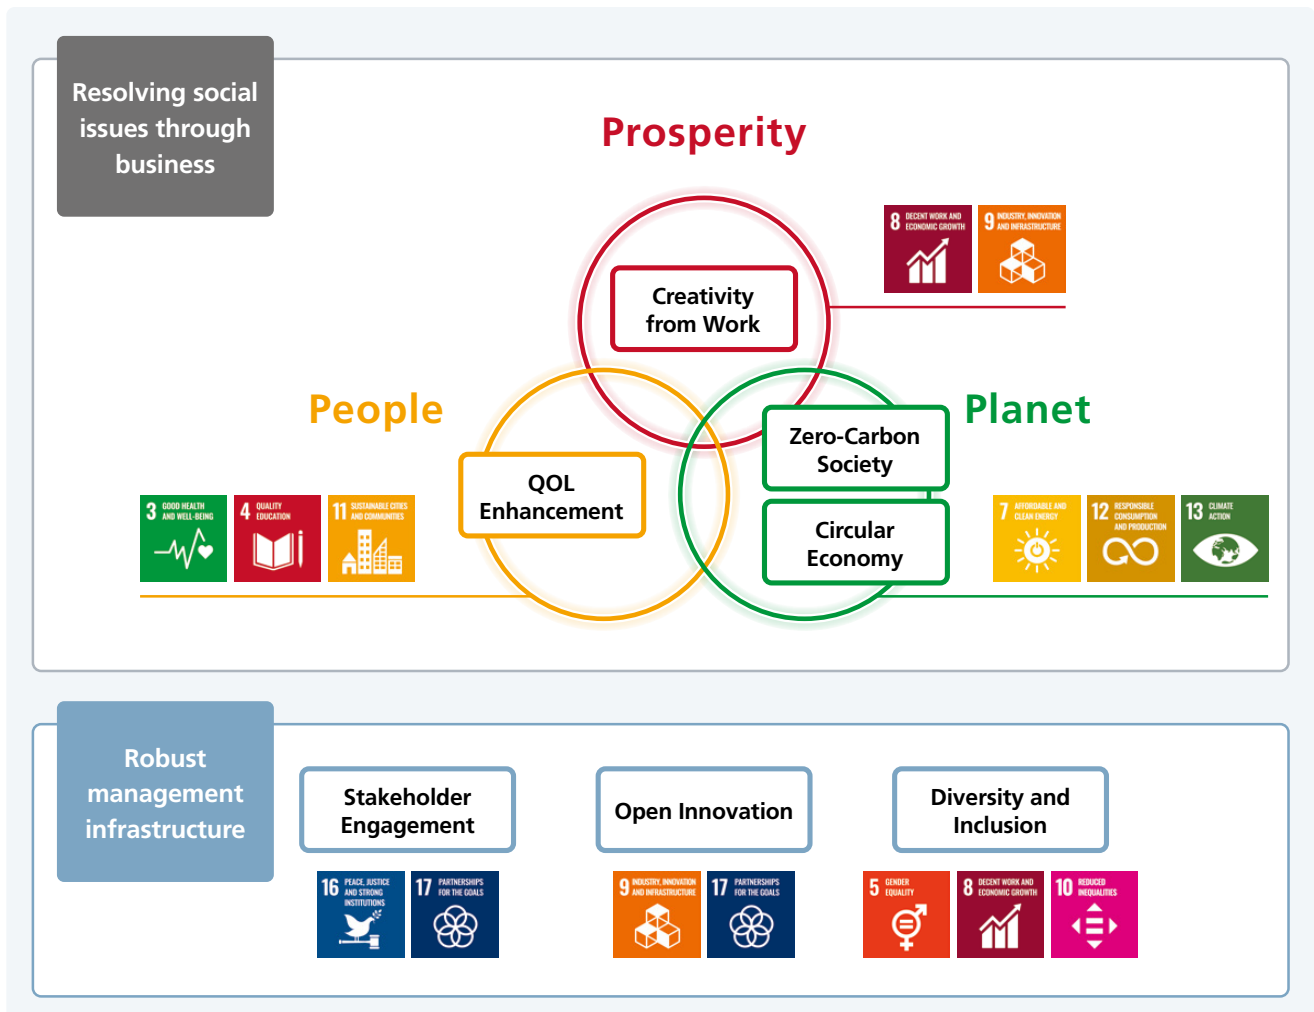 Resolving social
issues through
business
Prosperity
8 DECENT WORK AND
ECONOMIC GROWTH
9 INDUSTRY, INNOVATION
AND INFRASTRUCTURE
Creativity
from Work
People
Planet
Zero-Carbon
Society
QOL
Enhancement
Circular
Economy
3 GOOD HEALTH
AND WELL-BEING
4 QUALITY
EDUCATION
11 SUSTAINABLE CITIES
AND COMMUNITIES
7 AFFORDABLE AND
CLEAN ENERGY
12 RESPONSIBLE
CONSUMPTION
AND PRODUCTION
13 CLIMATE
ACTION
Robust
management
infrastructure
Stakeholder
Engagement
Open Innovation
Diversity and
Inclusion
16 PEACE, JUSTICE
AND STRONG
INSTITUTIONS
17 PARTNERSHIPS
FOR THE GOALS
9 INDUSTRY, INNOVATION
AND INFRASTRUCTURE
17 PARTNERSHIPS
FOR THE GOALS
5 GENDER
EQUALITY
8 DECENT WORK AND
ECONOMIC GROWTH
10 REDUCED
INEQUALITIES